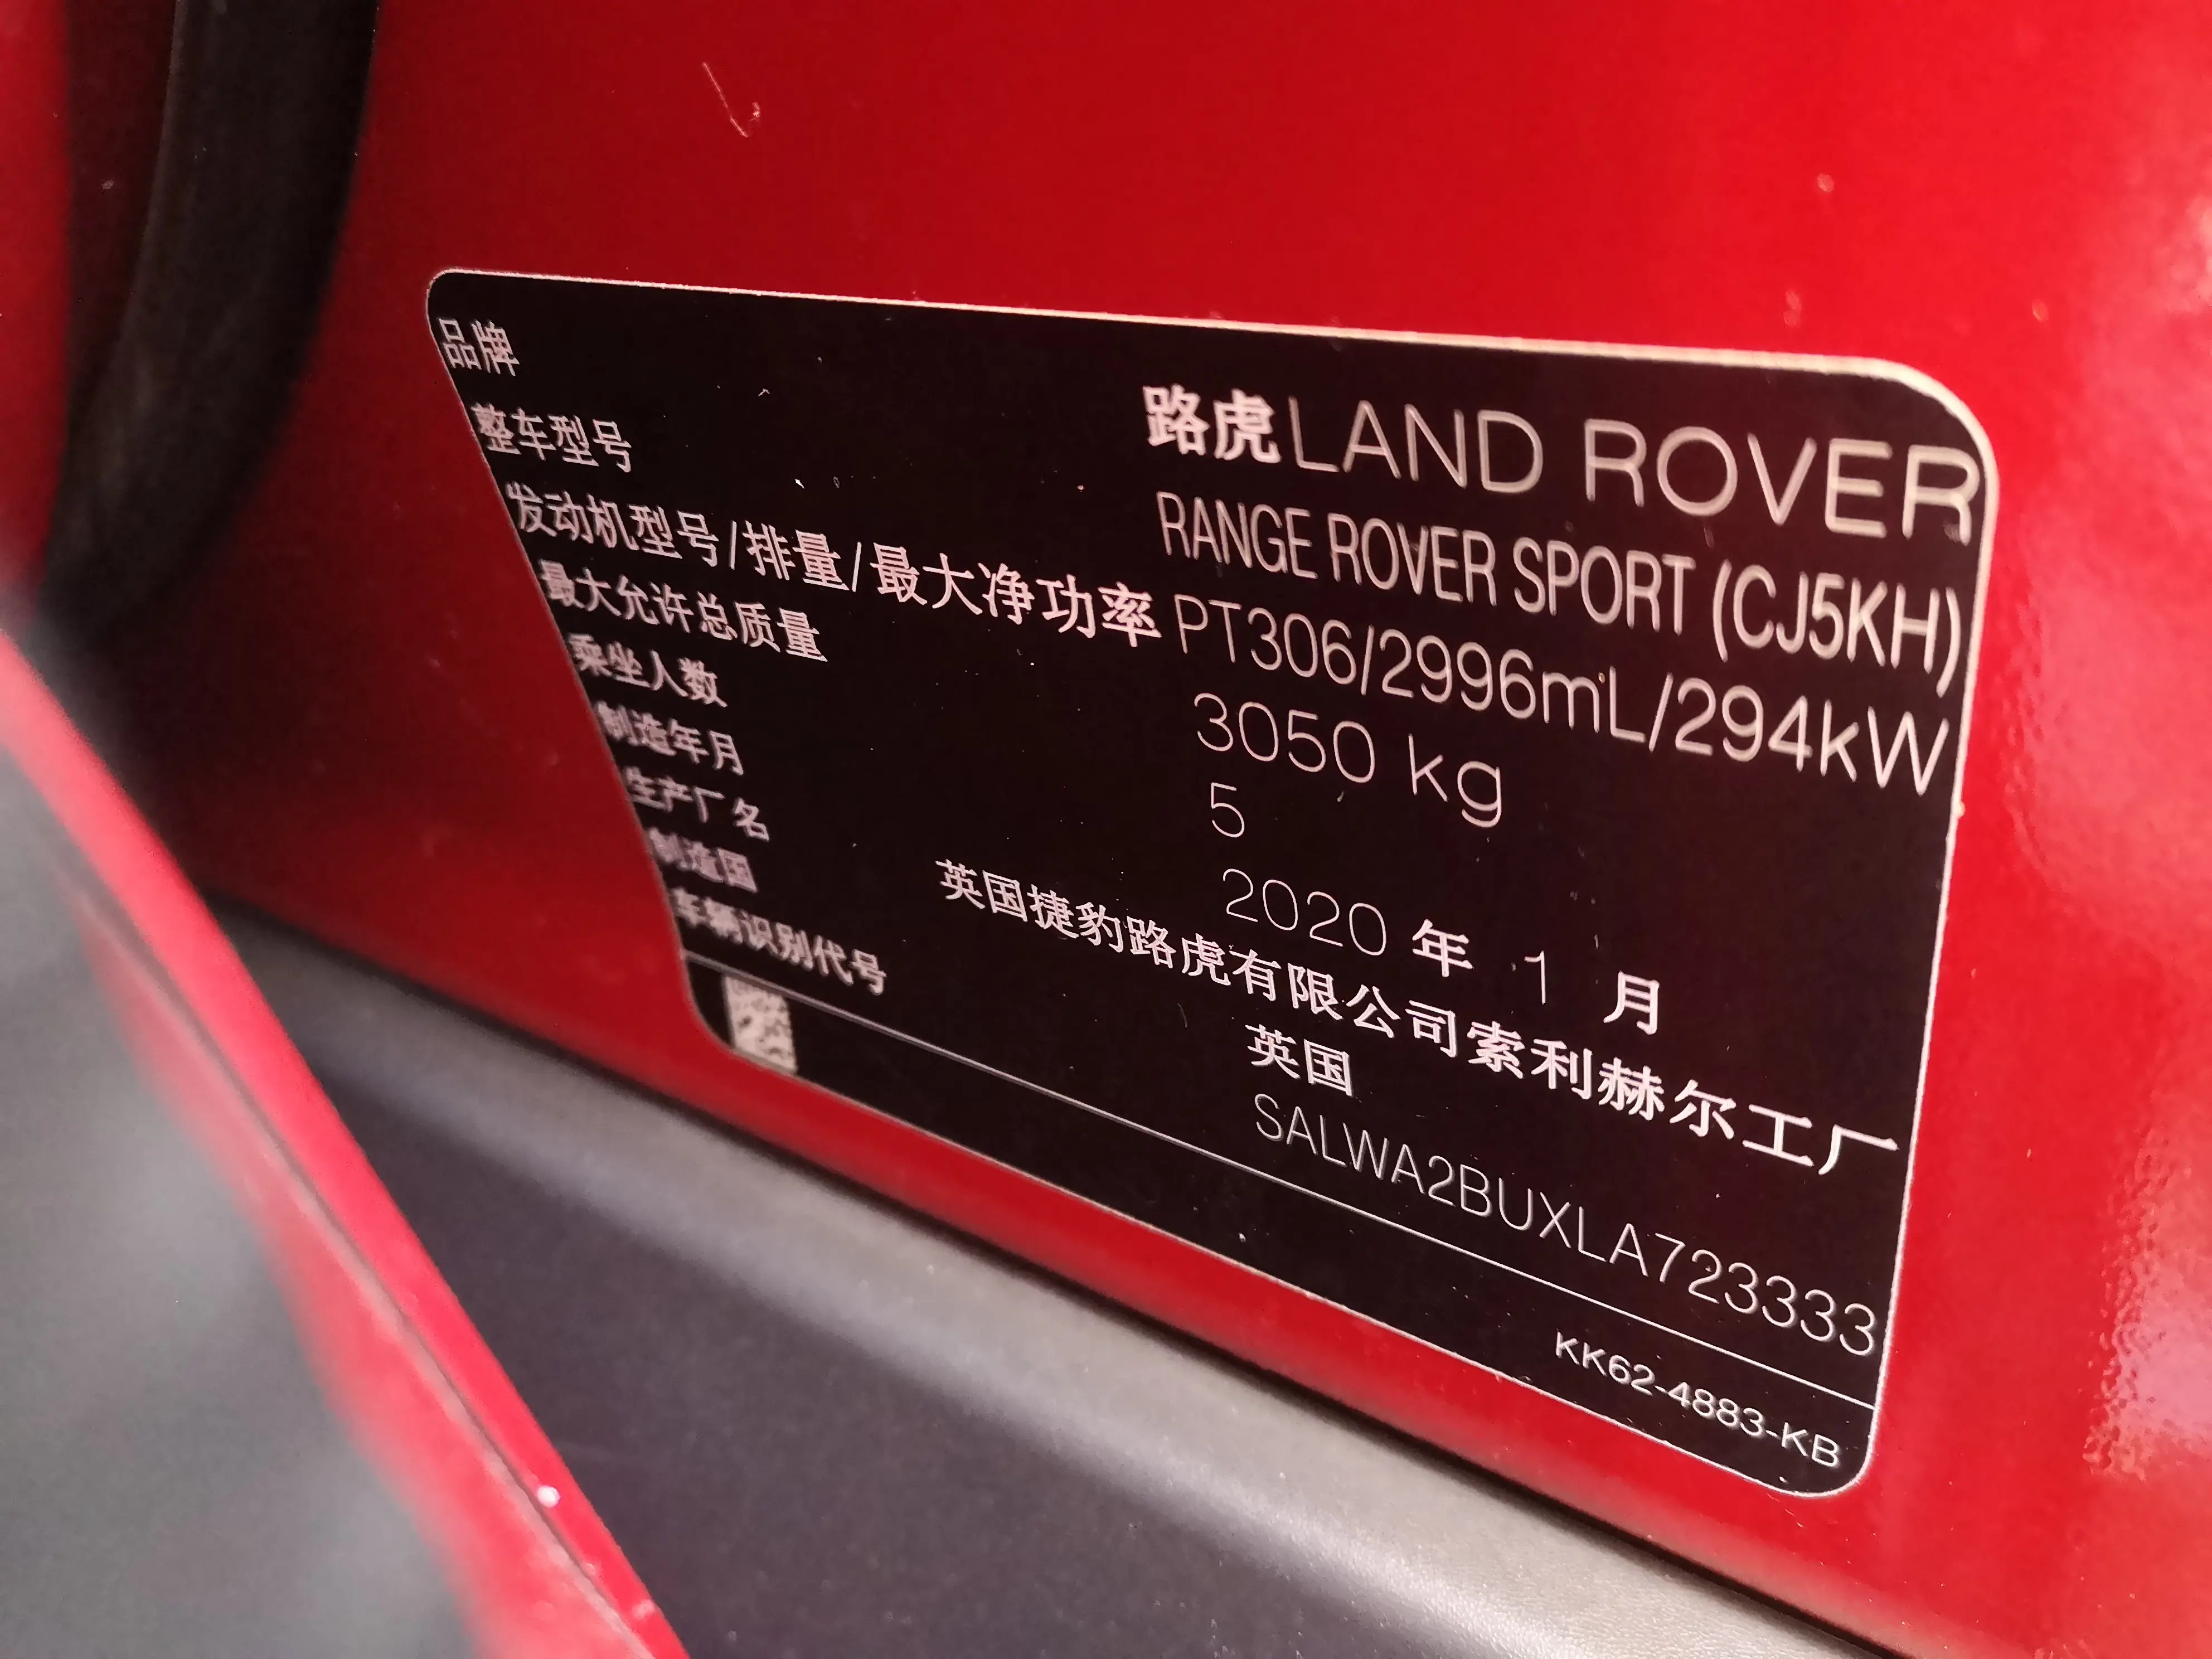 品牌 路虎LAND ROVER
整车型号 RANGE ROVER SPORT (CJ5KH)
发动机型号/排量/最大净功率 PT306/2996mL/294kW
最大允许总质量 3050 kg
乘坐人数 5
制造年月 2020 年 1 月
生产厂名 英国捷豹路虎有限公司索利赫尔工厂
制造国 英国
车辆识别代号 SALWA2BUXLA723333
KK62-4883-KB